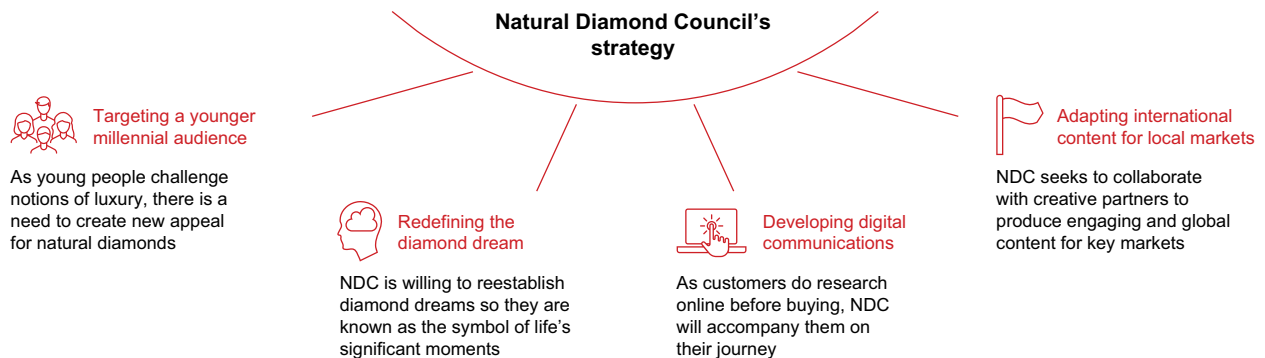 Natural Diamond Council's
strategy
Targeting a younger
millennial audience
As young people challenge
notions of luxury, there is a
need to create new appeal
for natural diamonds
Redefining the
diamond dream
NDC is willing to reestablish
diamond dreams so they are
known as the symbol of life's
significant moments
Developing digital
communications
As customers do research
online before buying, NDC
will accompany them on
their journey
Adapting international
content for local markets
NDC seeks to collaborate
with creative partners to
produce engaging and global
content for key markets